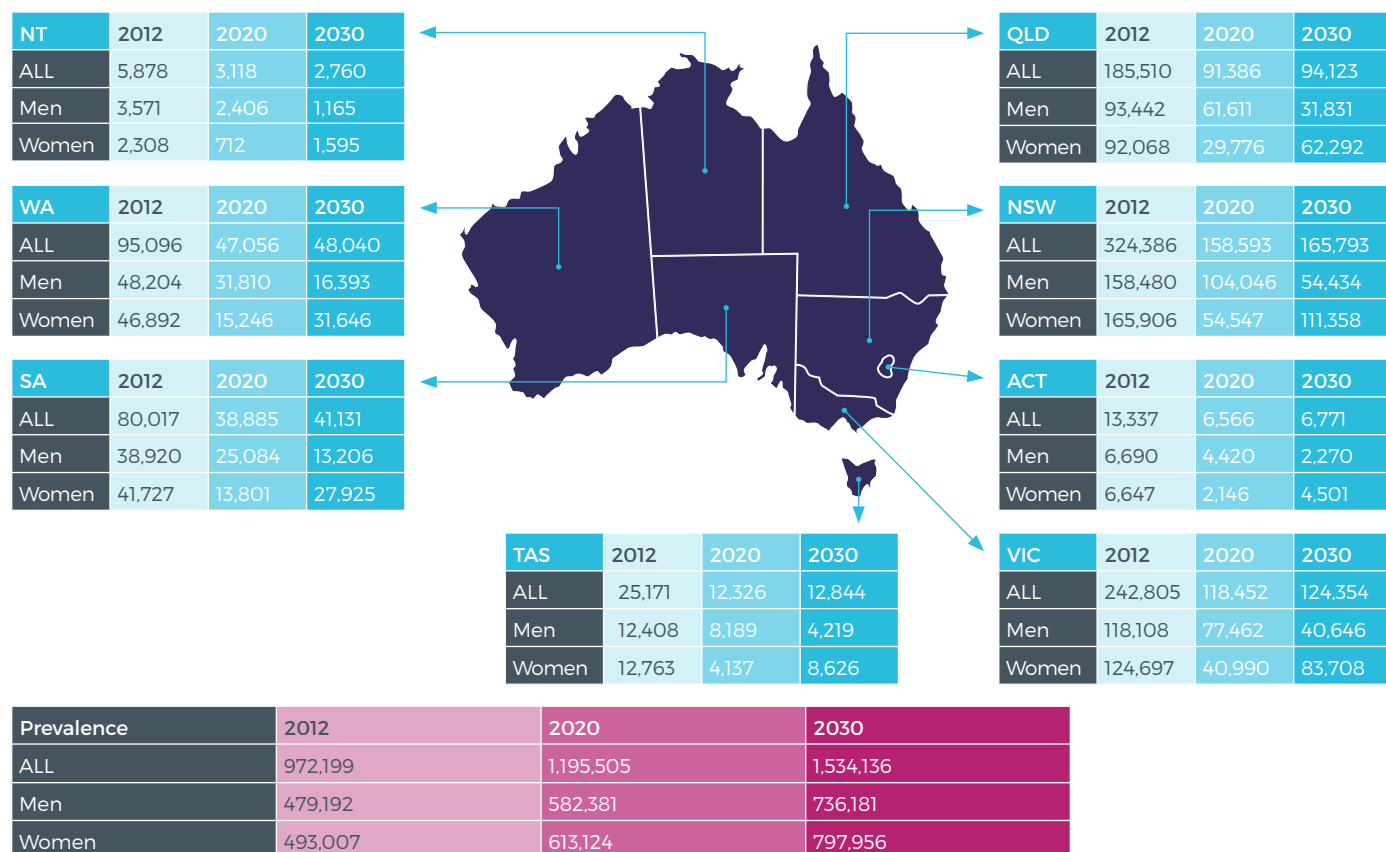 NT 2012 2020 2030
ALL 5,878 3,118 2,760
Men 3,571 2,406 1,165
Women 2,308 712 1,595
WA 2012 2020 2030
ALL 95,096 47,056 48,040
Men 48,204 31,810 16,393
Women 46,892 15,246 31,646
SA 2012 2020 2030
ALL 80,017 38,885 41,131
Men 38,920 25,084 13,206
Women 41,727 13,801 27,925
QLD 2012 2020 2030
ALL 185,510 91,386 94,123
Men 93,442 61,611 31,831
Women 92,068 29,776 62,292
NSW 2012 2020 2030
ALL 324,386 158,593 165,793
Men 158,480 104,046 54,434
Women 165,906 54,547 111,358
ACT 2012 2020 2030
ALL 13,337 6,566 6,771
Men 6,690 4,420 2,270
Women 6,647 2,146 4,501
TAS 2012 2020 2030
ALL 25,171 12,326 12,844
Men 12,408 8,189 4,219
Women 12,763 4,137 8,626
VIC 2012 2020 2030
ALL 242,805 118,452 124,354
Men 118,108 77,462 40,646
Women 124,697 40,990 83,708
Prevalence 2012 2020 2030
ALL 972,199 1,195,505 1,534,136
Men 479,192 582,381 736,181
Women 493,007 613,124 797,956